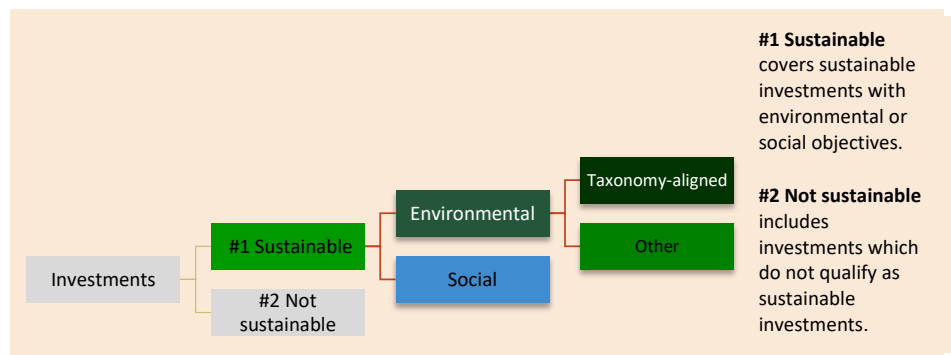 Investments
#1 Sustainable
#2 Not
sustainable
Environmental
Social
Taxonomy-aligned
Other
#1 Sustainable
covers sustainable
investments with
environmental or
social objectives.
#2 Not sustainable
includes
investments which
do not qualify as
sustainable
investments.